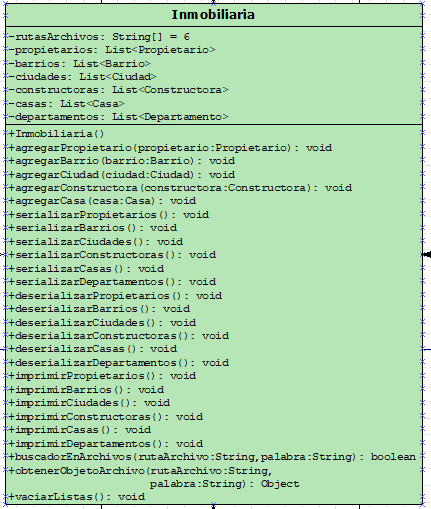 Inmobiliaria
-rutasArchivos: String[] = 6
-propietarios: List<Propietario>
-barrios: List<Barrio>
-ciudades: List<Ciudad>
-constructoras: List<Constructora>
-casas: List<Casa>
-departamentos: List<Departamento>
+Inmobiliaria()
+agregarPropietario(propietario:Propietario): void
+agregarBarrio(barrio:Barrio): void
+agregarCiudad(ciudad:Ciudad): void
+agregarConstructora(constructora:Constructora): void
+agregarCasa(casa:Casa): void
+serializarPropietarios(): void
+serializarBarrios(): void
+serializarCiudades(): void
+serializarConstructoras(): void
+serializarCasas(): void
+serializarDepartamentos(): void
+deserializarPropietarios(): void
+deserializarBarrios(): void
+deserializarCiudades(): void
+deserializarConstructoras(): void
+deserializarCasas(): void
+deserializarDepartamentos(): void
+imprimirPropietarios(): void
+imprimirBarrios(): void
+imprimirCiudades(): void
+imprimirConstructoras(): void
+imprimirCasas(): void
+imprimirDepartamentos(): void
+buscadorEnArchivos(rutaArchivo:String,palabra:String): boolean
+obtenerObjetoArchivo(rutaArchivo:String,
palabra:String): Object
+vaciarListas(): void